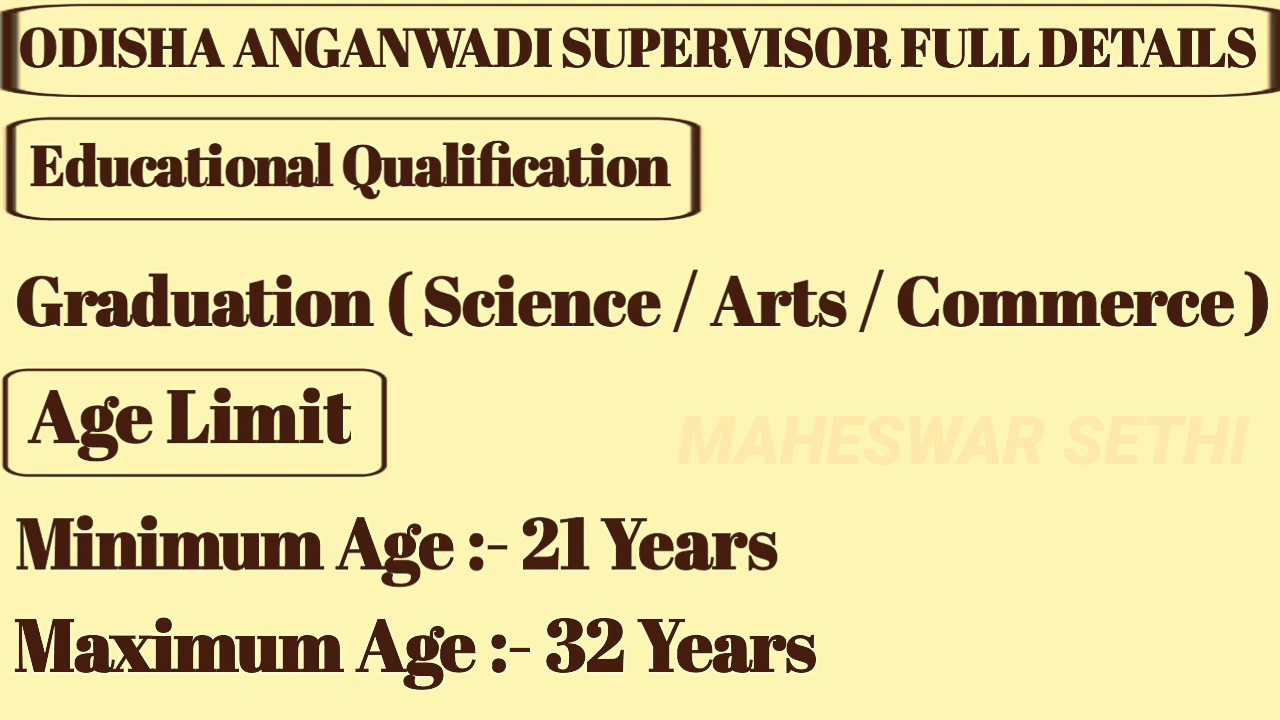 ODISHA ANGANWADI SUPERVISOR FULL DETAILS
Educational Qualification
Graduation ( Science / Arts / Commerce )
Age Limit
MAHESWAR SETHI
Minimum Age :- 21 Years
Maximum Age :- 32 Years